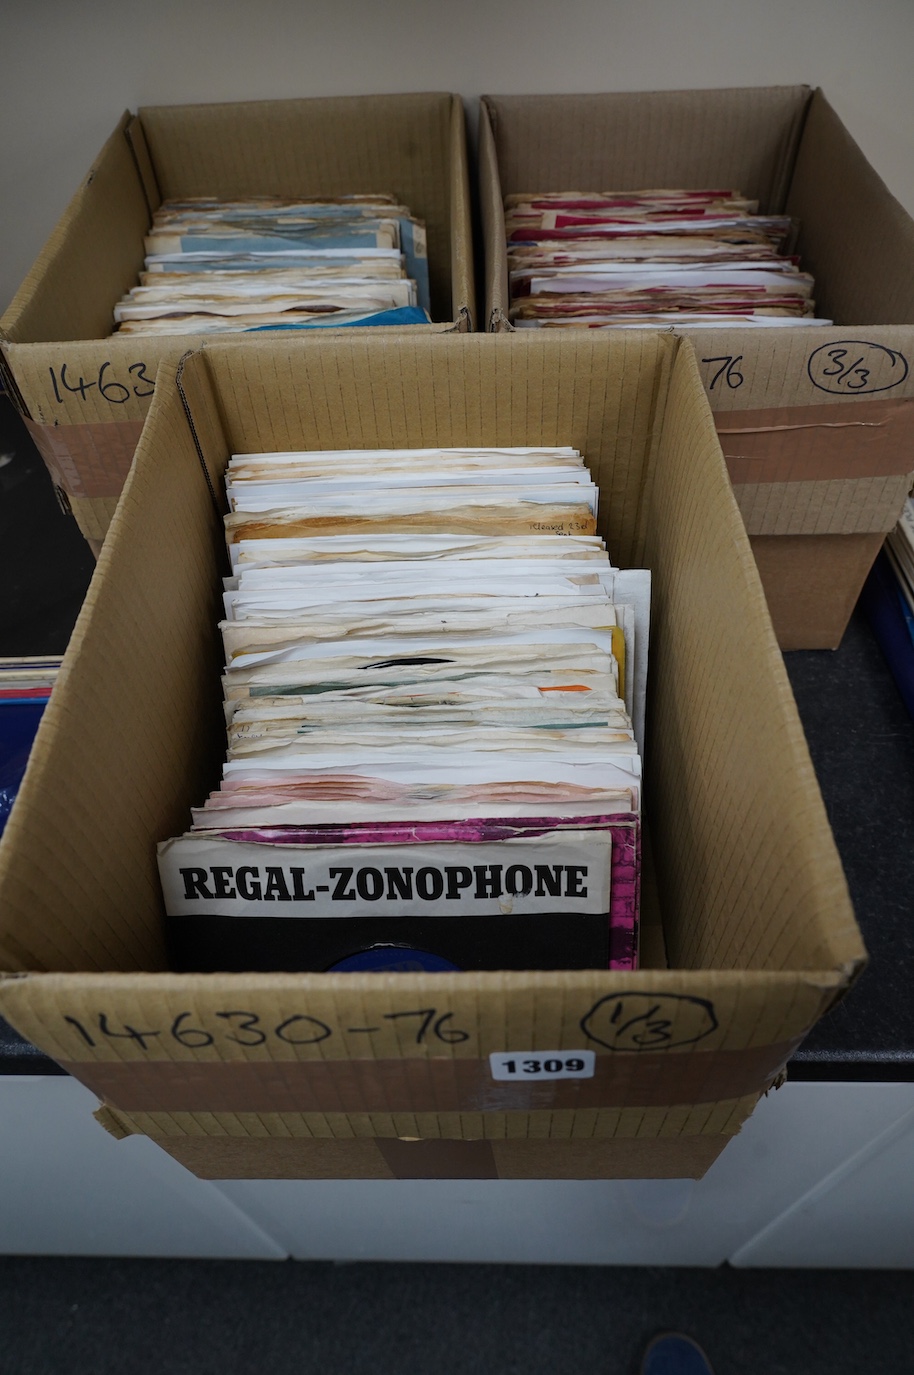 1463
76 3/3
REGAL-ZONOPHONE
14630-76 1/3
1309